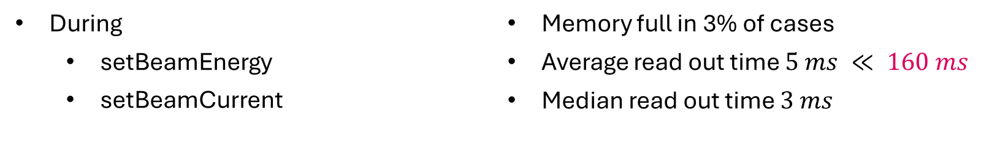 • During
• setBeamEnergy
• setBeamCurrent
• Memory full in 3% of cases
• Average read out time 5 ms ≪ 160 ms
• Median read out time 3 ms